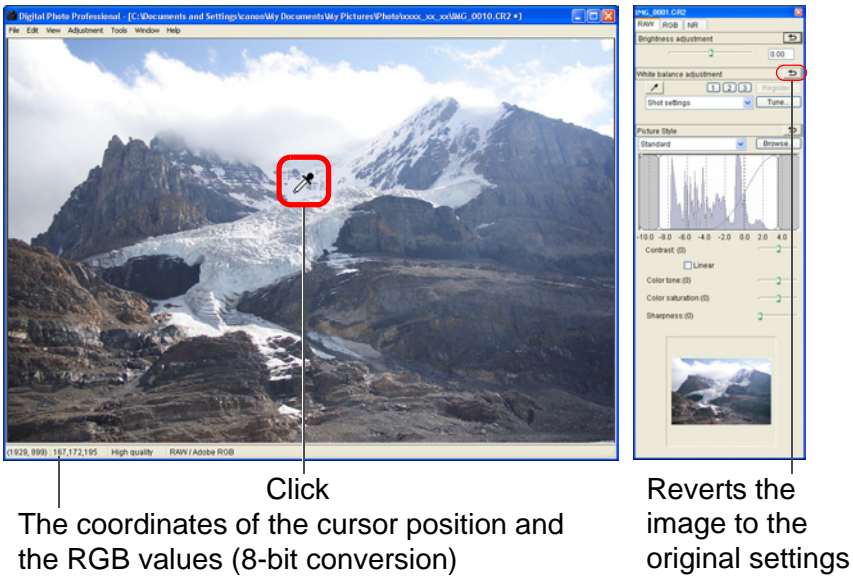 Digital Photo Professional - [C:\Documents and Settings\canon\My Documents\My Pictures\Photo\xxxx_xx_xx\IMG_0010.CR2 •]
File Edit View Adjustment Tools Window Help
(1929, 899) 167,172,195 High quality RAW / Adobe RGB
IMG_0001.CR2
RAW RGB NR
Brightness adjustment
0.00
White balance adjustment
1 2 3 Register
Shot settings Tune...
Picture Style
Standard Browse...
-10.0 -8.0 -6.0 -4.0 -2.0 0.0 2.0 4.0
Contrast: (0)
Linear
Color tone:(0)
Color saturation:(0)
Sharpness:(0)
Click
The coordinates of the cursor position and
the RGB values (8-bit conversion)
Reverts the
image to the
original settings